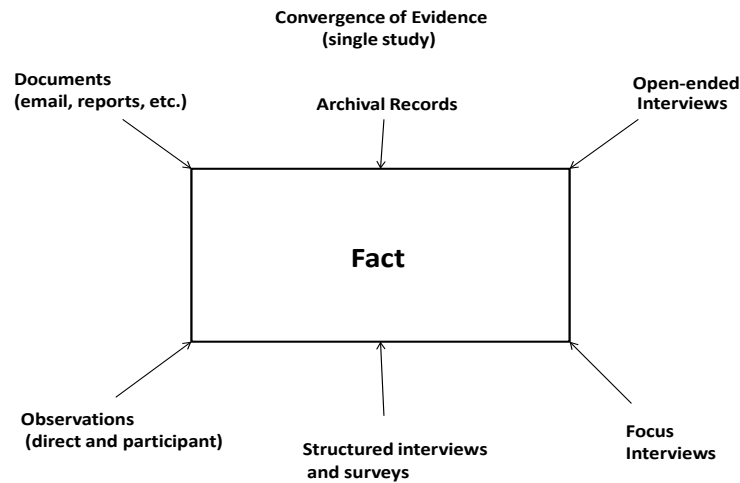 Convergence of Evidence
(single study)
Documents
(email, reports, etc.)
Archival Records
Open-ended
Interviews
Fact
Observations
(direct and participant)
Structured interviews
and surveys
Focus
Interviews